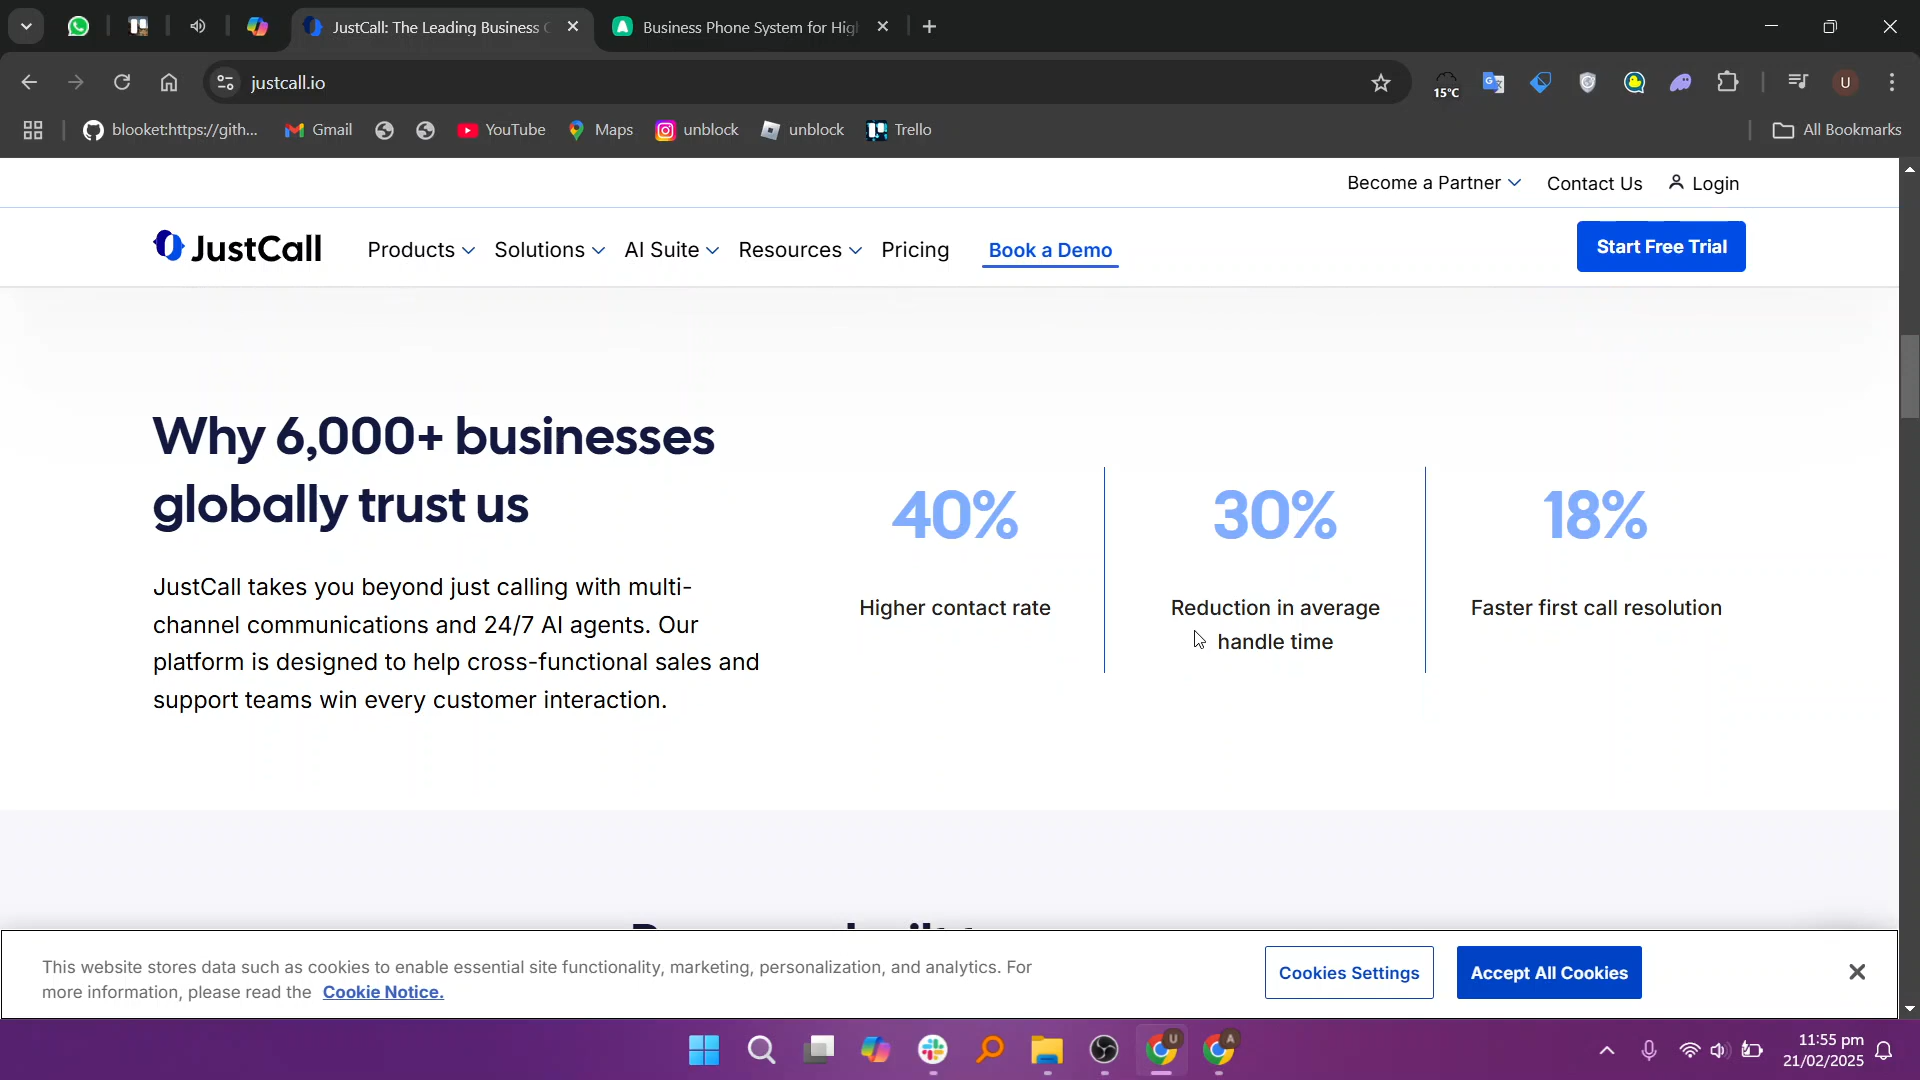 JustCall: The Leading Business
Business Phone System for Hig
justcall.io
15°C
U
blooket:https://gith...
Gmail
YouTube
Maps
unblock
unblock
Trello
All Bookmarks
Become a Partner
Contact Us
Login
JustCall
Products
Solutions
AI Suite
Resources
Pricing
Book a Demo
Start Free Trial
Why 6,000+ businesses
globally trust us
JustCall takes you beyond just calling with multi-
channel communications and 24/7 AI agents. Our
platform is designed to help cross-functional sales and
support teams win every customer interaction.
40%
Higher contact rate
30%
Reduction in average
handle time
18%
Faster first call resolution
This website stores data such as cookies to enable essential site functionality, marketing, personalization, and analytics. For
more information, please read the Cookie Notice.
Cookies Settings
Accept All Cookies
U
A
11:55 pm
21/02/2025